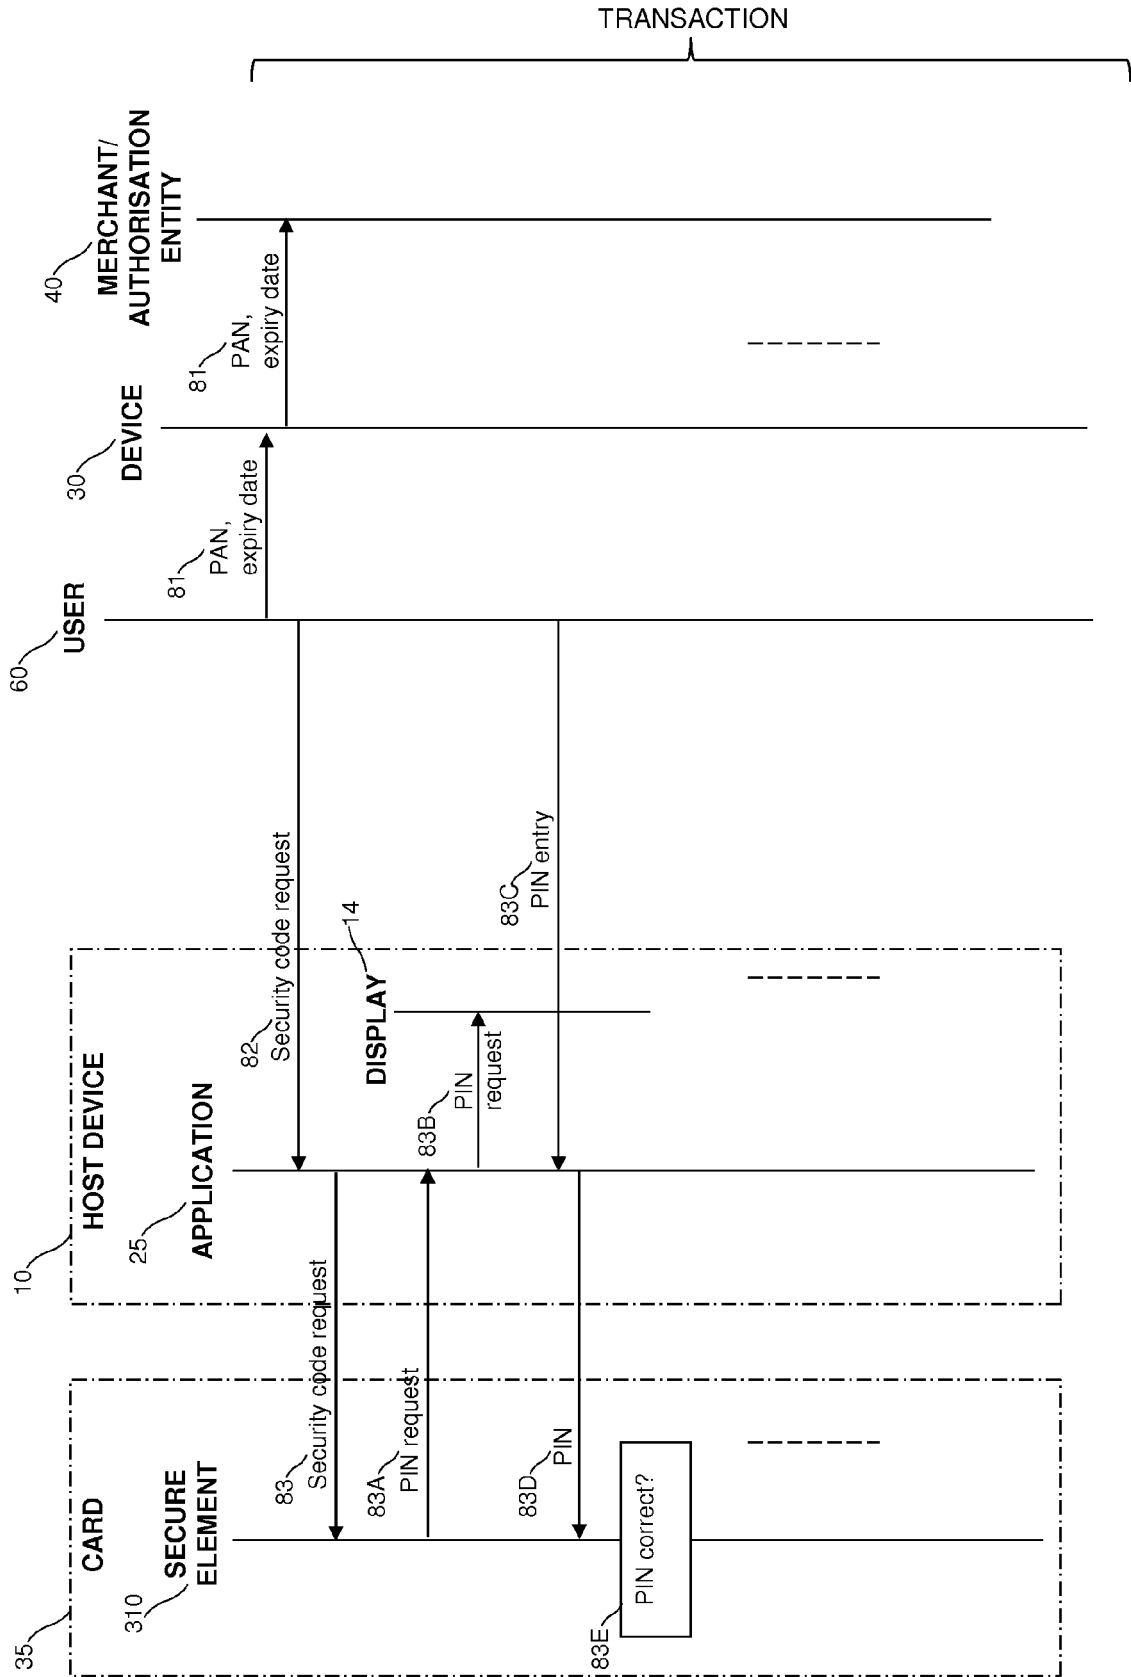 TRANSACTION
35
CARD
310
SECURE
ELEMENT
10
HOST DEVICE
25
APPLICATION
60
USER
30
DEVICE
40
MERCHANT/
AUTHORISATION
ENTITY
81
PAN,
expiry date
81
PAN,
expiry date
82
Security code request
83
Security code request
DISPLAY
14
83A
PIN request
83B
PIN
request
83C
PIN entry
83D
PIN
83E
PIN correct?